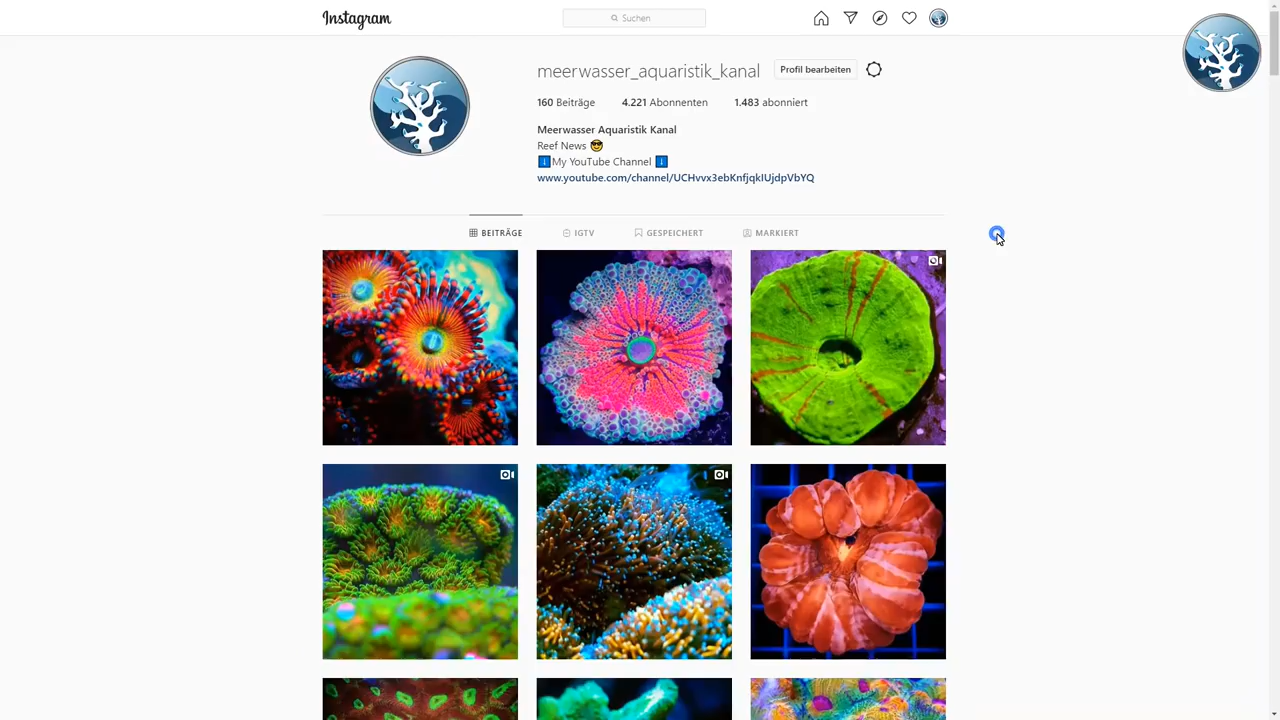 Instagram
Suchen
meerwasser_aquaristik_kanal
Profil bearbeiten
160 Beiträge 4.221 Abonnenten 1.483 abonniert
Meerwasser Aquaristik Kanal
Reef News 😎
⬇️My YouTube Channel ⬇️
www.youtube.com/channel/UCHvvx3ebKnfjqkIUjdpVbYQ
BEITRÄGE IGTV GESPEICHERT MARKIERT